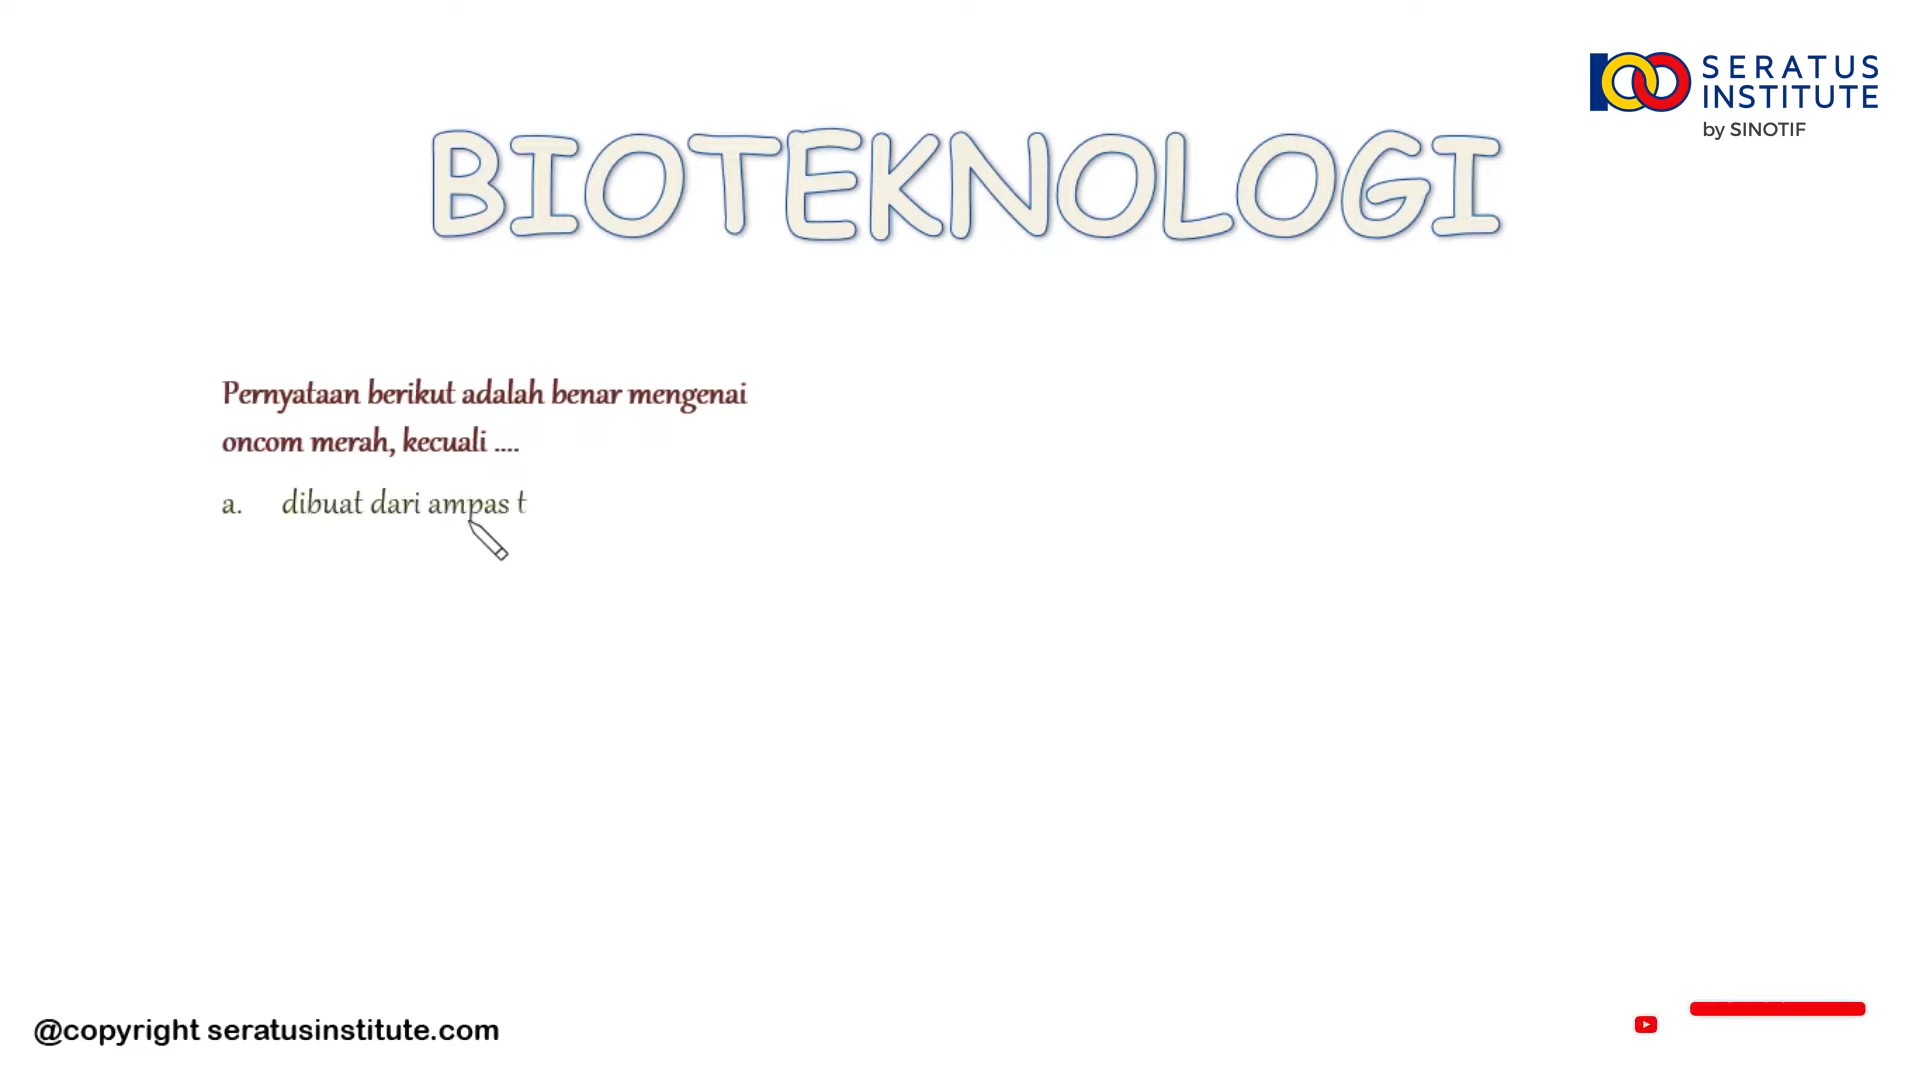 SERATUS
INSTITUTE
by SINOTIF
BIOTEKNOLOGI
Pernyataan berikut adalah benar mengenai
oncom merah, kecuali ....
a. dibuat dari ampas t
@copyright seratusinstitute.com